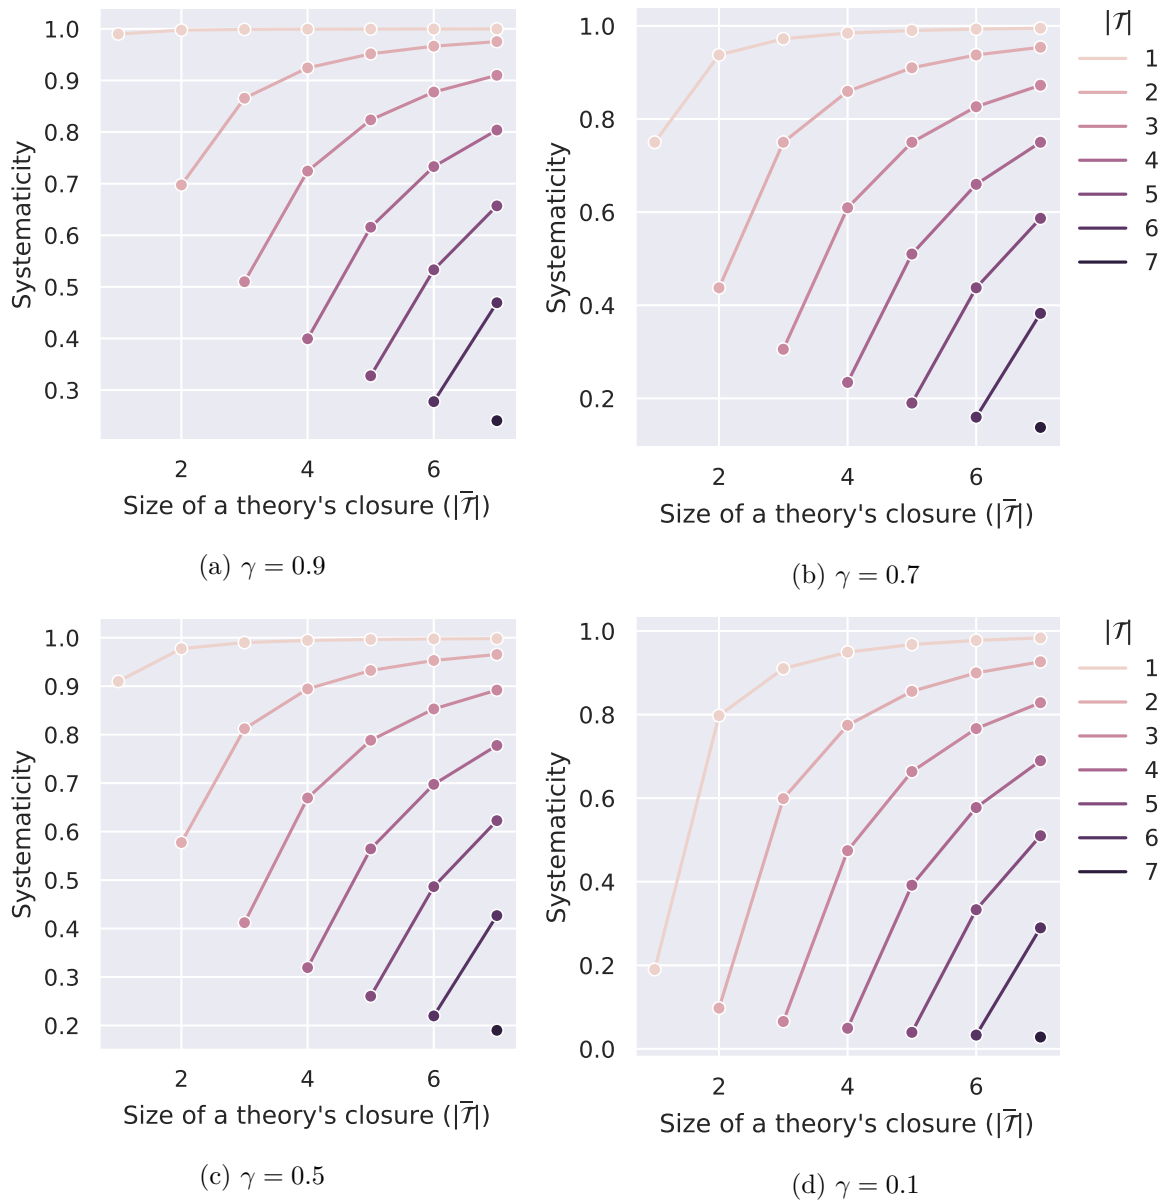 1.0
0.9
0.8
0.7
0.6
0.5
0.4
0.3
Systematicity
2 4 6
Size of a theory's closure (|𝒯̅|)
(a) γ = 0.9
1.0
0.8
0.6
0.4
0.2
Systematicity
2 4 6
Size of a theory's closure (|𝒯̅|)
(b) γ = 0.7
|𝒯|
1
2
3
4
5
6
7
1.0
0.9
0.8
0.7
0.6
0.5
0.4
0.3
0.2
Systematicity
2 4 6
Size of a theory's closure (|𝒯̅|)
(c) γ = 0.5
1.0
0.8
0.6
0.4
0.2
0.0
Systematicity
2 4 6
Size of a theory's closure (|𝒯̅|)
(d) γ = 0.1
|𝒯|
1
2
3
4
5
6
7